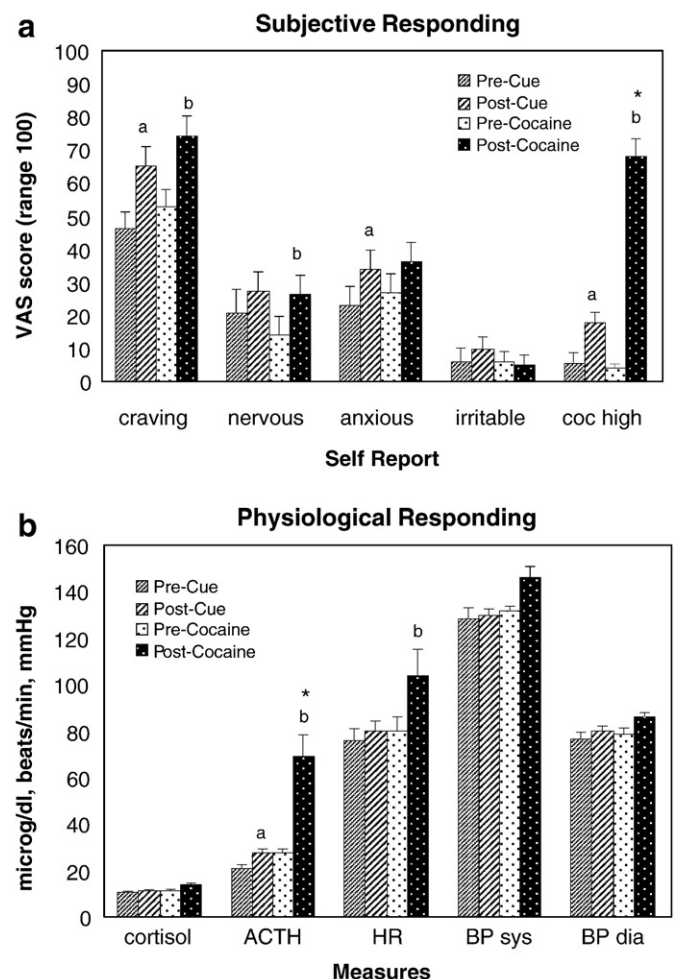 a
Subjective Responding
VAS score (range 100)
100
90
80
70
60
50
40
30
20
10
0
Pre-Cue
Post-Cue
Pre-Cocaine
Post-Cocaine
a
b
b
a
a
*
b
craving nervous anxious irritable coc high
Self Report
b
Physiological Responding
microg/dl, beats/min, mmHg
160
140
120
100
80
60
40
20
0
Pre-Cue
Post-Cue
Pre-Cocaine
Post-Cocaine
a
*
b
b
cortisol ACTH HR BP sys BP dia
Measures